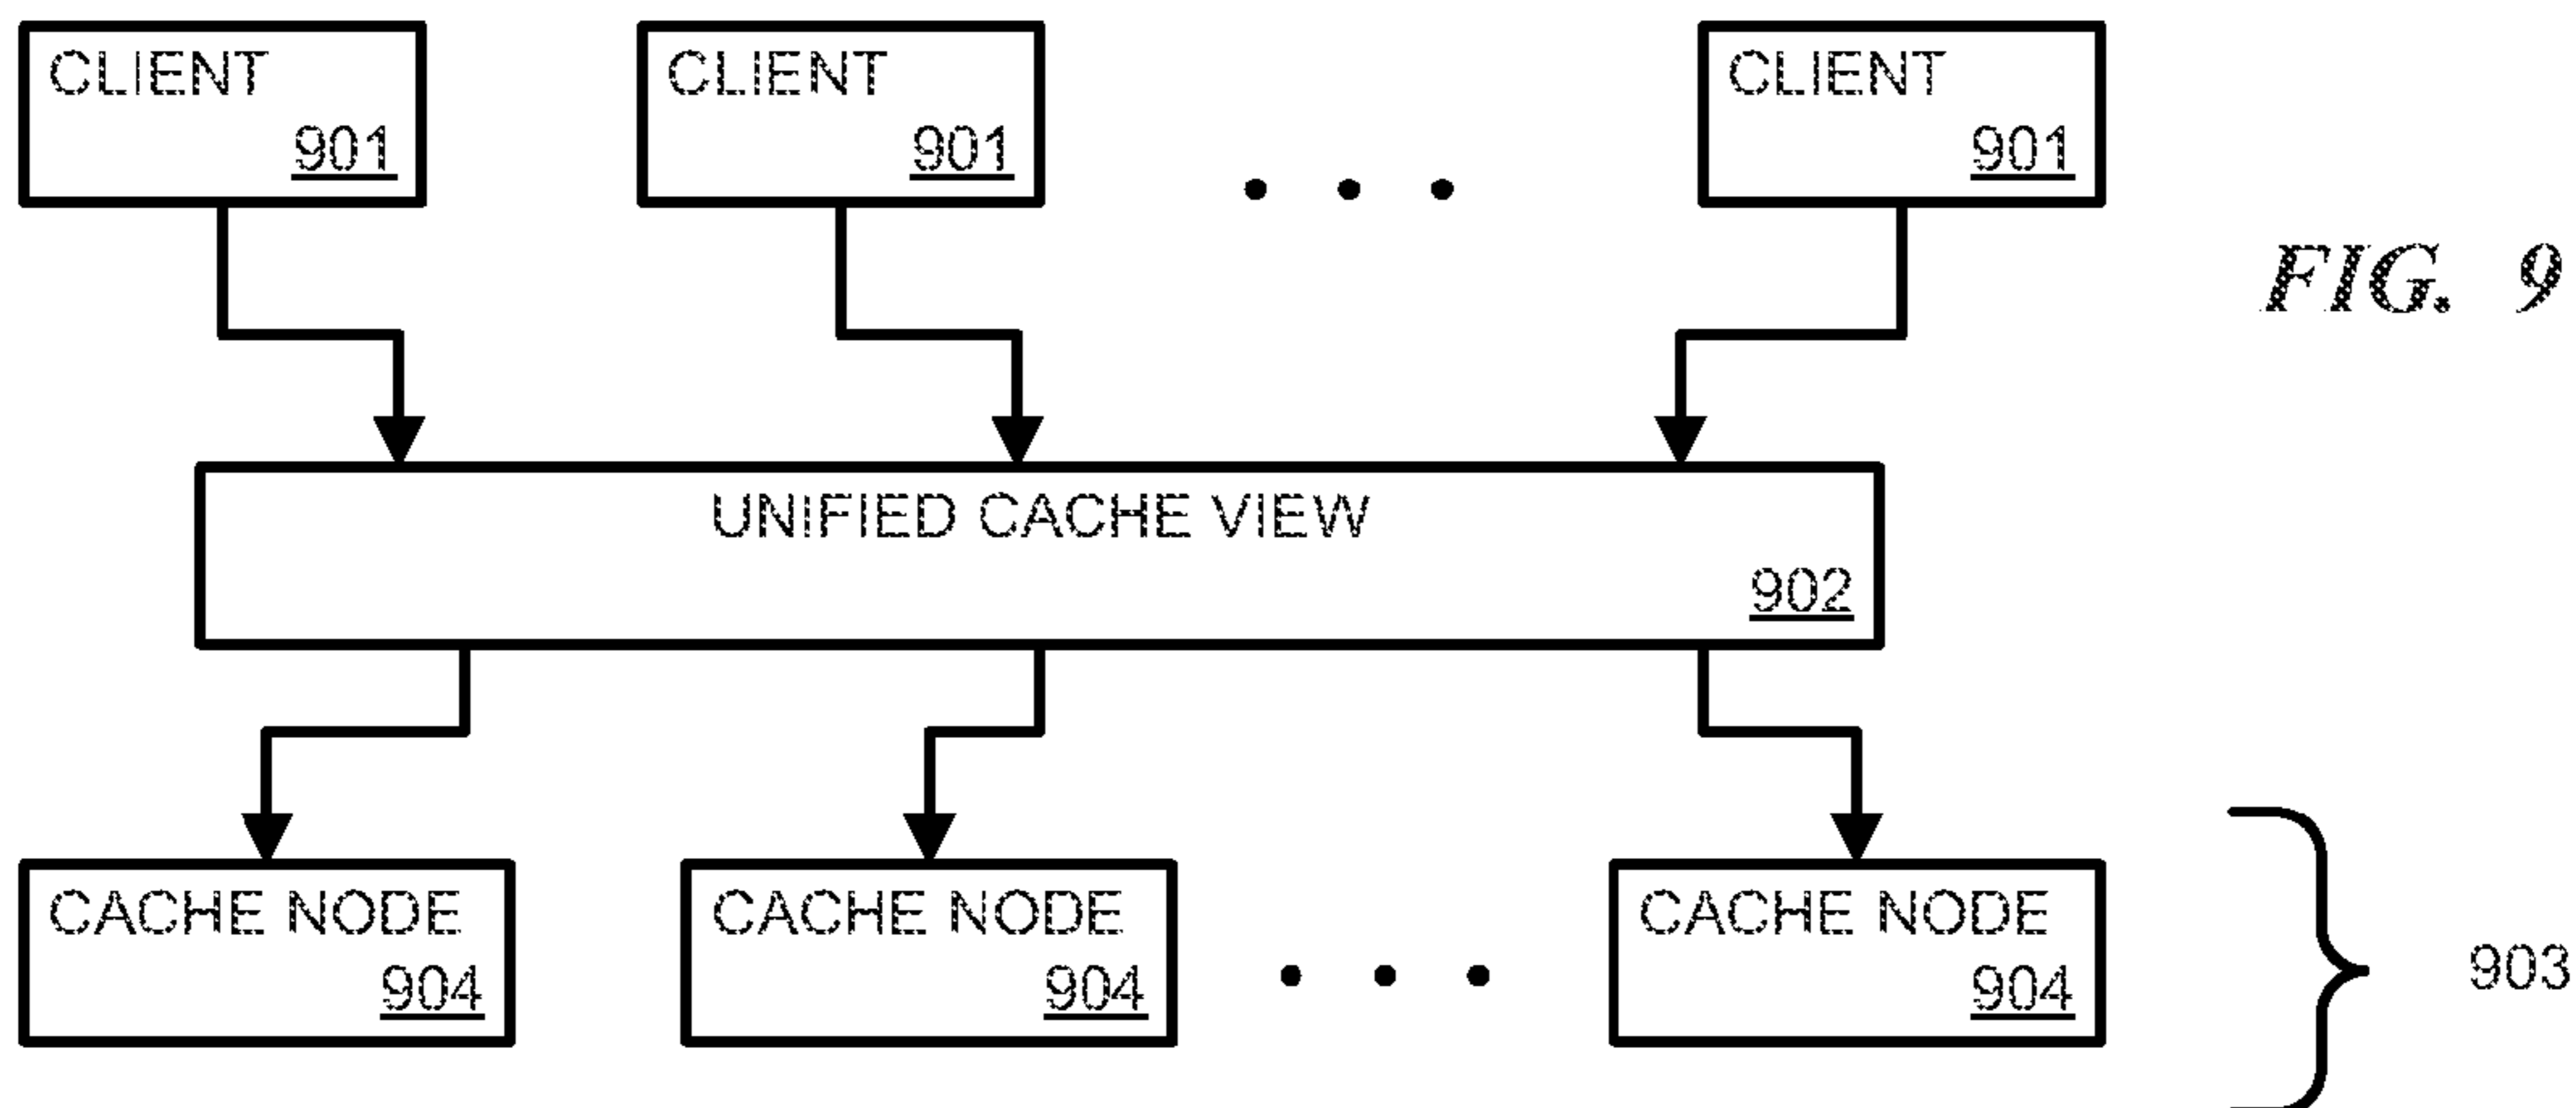 CLIENT
901
CLIENT
901
CLIENT
901
FIG. 9
UNIFIED CACHE VIEW
902
CACHE NODE
904
CACHE NODE
904
CACHE NODE
904
903